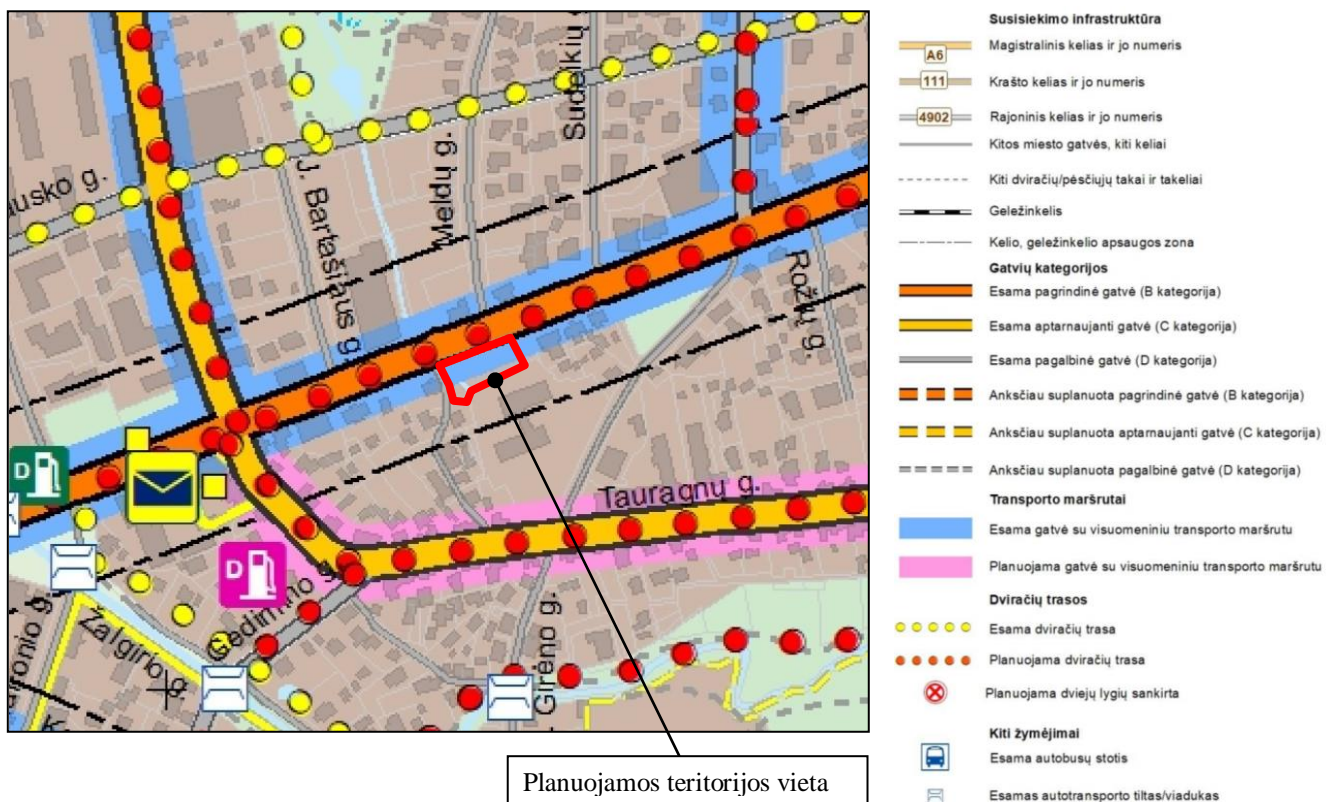 Sudeikių g.
Meldų g.
J. Bartašiaus g.
ausko g.
Rožių g.
Tauragnų g.
D
D
Žalgirio g.
Girėno g.
Planuojamos teritorijos vieta
Susisiekimo infrastruktūra
Magistralinis kelias ir jo numeris
A6
111
Krašto kelias ir jo numeris
4902
Rajoninis kelias ir jo numeris
Kitos miesto gatvės, kiti keliai
Kiti dviračių/pėsčiųjų takai ir takeliai
Geležinkelis
Kelio, geležinkelio apsaugos zona
Gatvių kategorijos
Esama pagrindinė gatvė (B kategorija)
Esama aptarnaujanti gatvė (C kategorija)
Esama pagalbinė gatvė (D kategorija)
Anksčiau suplanuota pagrindinė gatvė (B kategorija)
Anksčiau suplanuota aptarnaujanti gatvė (C kategorija)
Anksčiau suplanuota pagalbinė gatvė (D kategorija)
Transporto maršrutai
Esama gatvė su visuomeniniu transporto maršrutu
Planuojama gatvė su visuomeniniu transporto maršrutu
Dviračių trasos
Esama dviračių trasa
Planuojama dviračių trasa
Planuojama dviejų lygių sankirta
Kiti žymėjimai
Esama autobusų stotis
Esamas autotransporto tiltas/viadukas